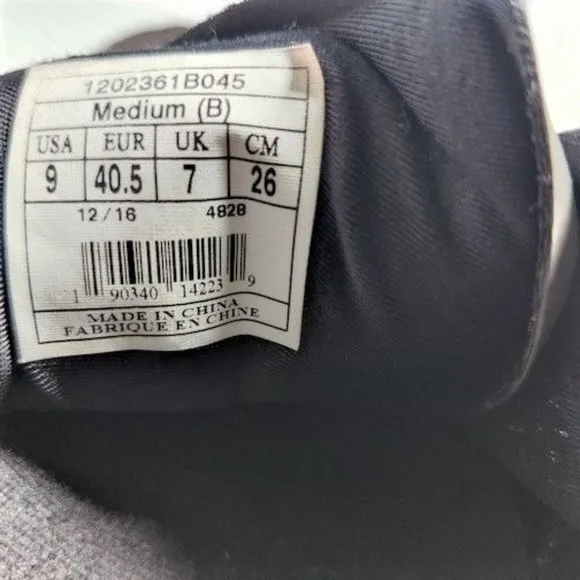 1202361B045
Medium (B)
USA EUR UK CM
9 40.5 7 26
12/16 4828
1 90340 14223 9
MADE IN CHINA
FABRIQUE EN CHINE